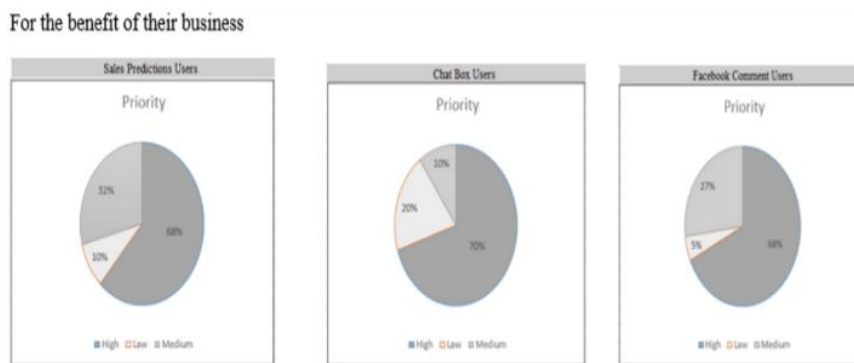 For the benefit of their business
Sales Predictions Users
Priority
32%
68%
10%
High Law Medium
Chat Box Users
Priority
10%
20%
70%
High Law Medium
Facebook Comment Users
Priority
27%
5%
68%
High Law Medium